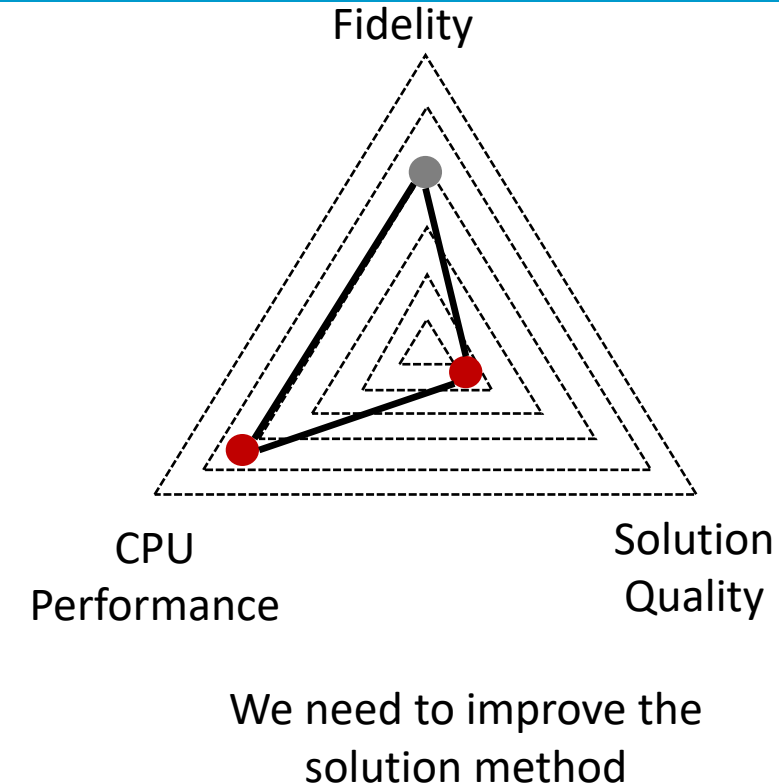 Fidelity
CPU
Performance
Solution
Quality
We need to improve the
solution method